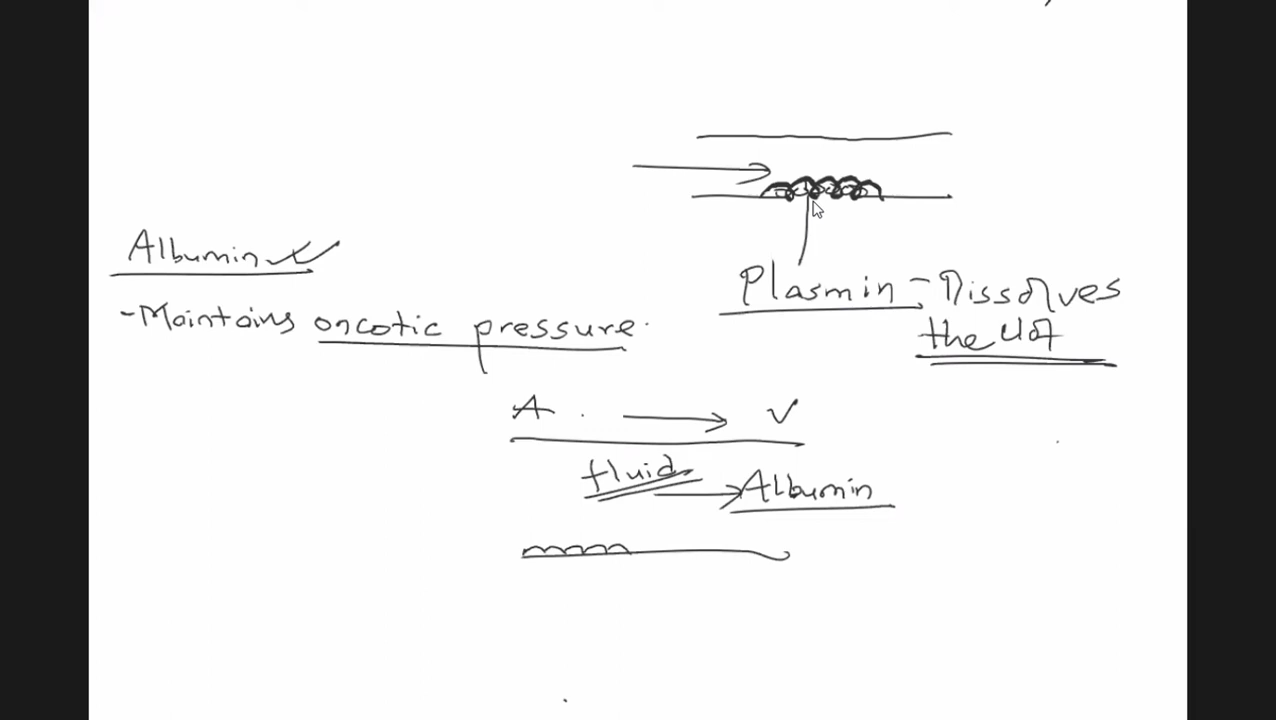 Albumin
- Maintains oncotic pressure.
Plasmin - Dissolves
the clot
A → V
fluid → Albumin